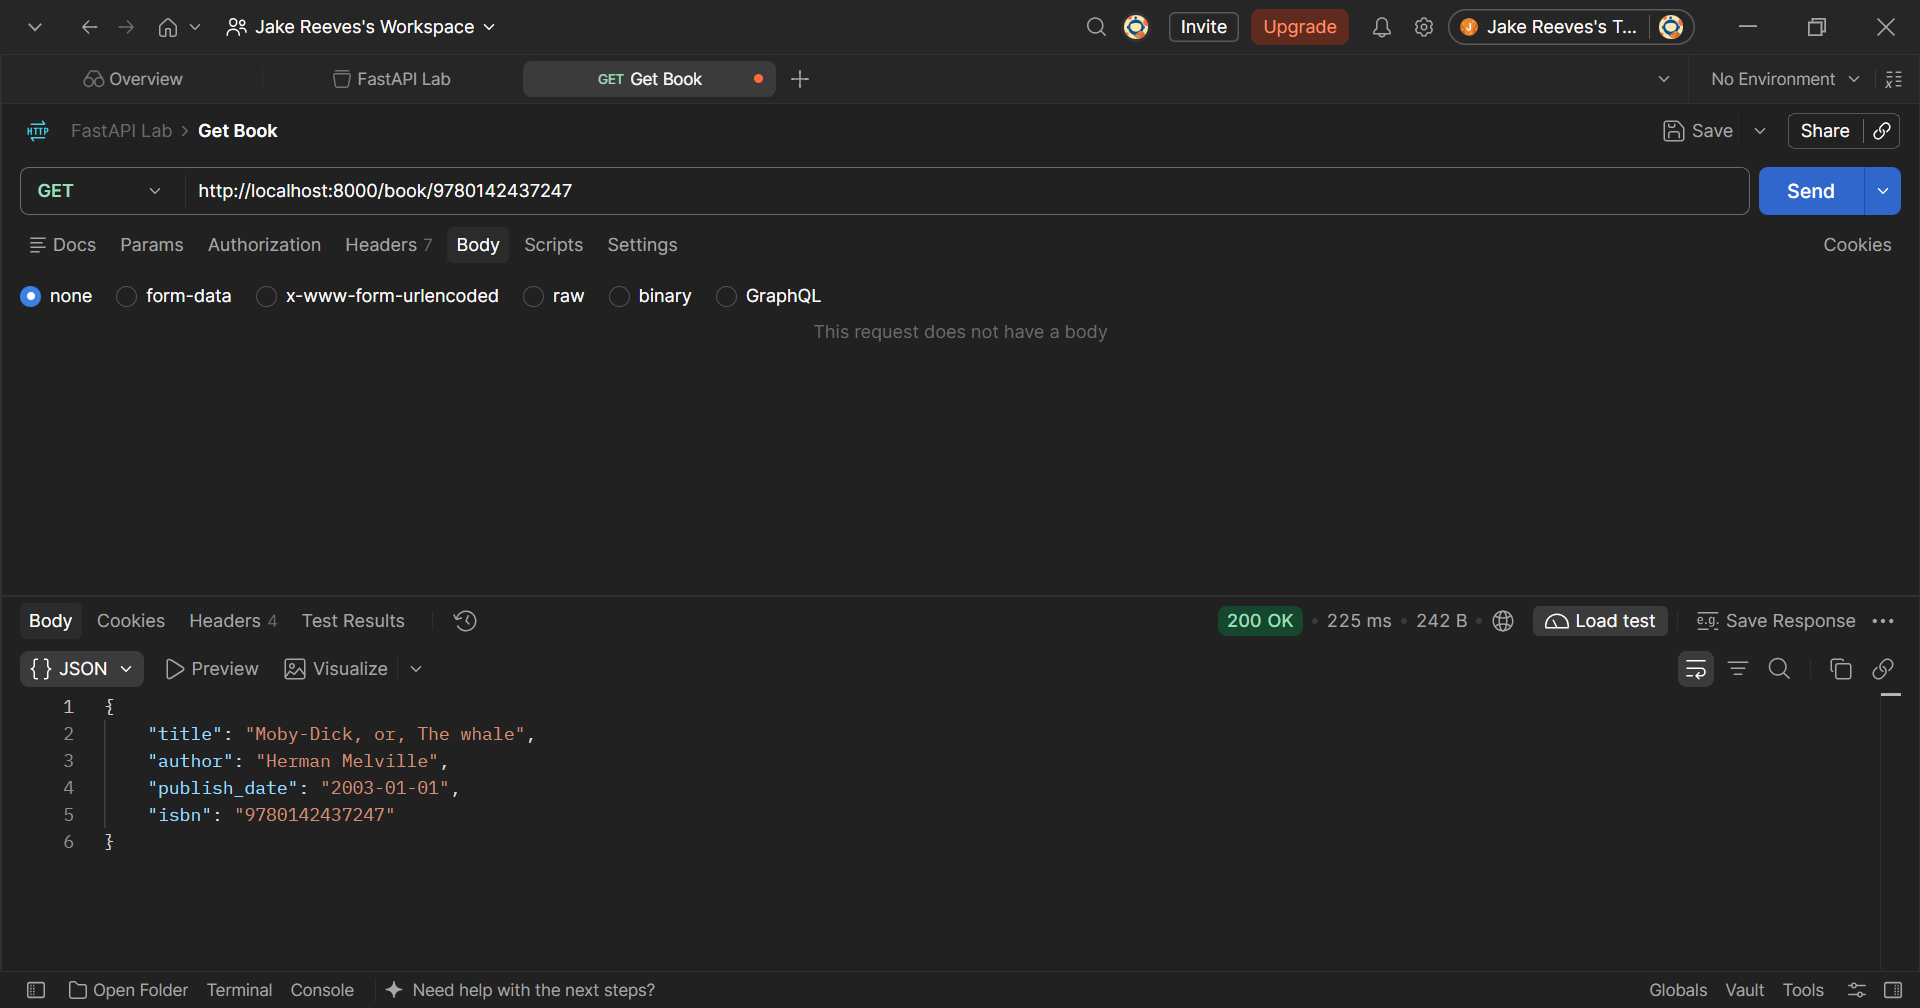 Jake Reeves's Workspace
Invite
Upgrade
J
Jake Reeves's T...
Overview
FastAPI Lab
GET Get Book
No Environment
HTTP
FastAPI Lab > Get Book
Save
Share
GET
http://localhost:8000/book/9780142437247
Send
Docs
Params
Authorization
Headers 7
Body
Scripts
Settings
Cookies
none
form-data
x-www-form-urlencoded
raw
binary
GraphQL
This request does not have a body
Body
Cookies
Headers 4
Test Results
200 OK
225 ms
242 B
Load test
e.g. Save Response
{} JSON
Preview
Visualize
1 {
2 "title": "Moby-Dick, or, The whale",
3 "author": "Herman Melville",
4 "publish_date": "2003-01-01",
5 "isbn": "9780142437247"
6 }
Open Folder
Terminal
Console
Need help with the next steps?
Globals
Vault
Tools